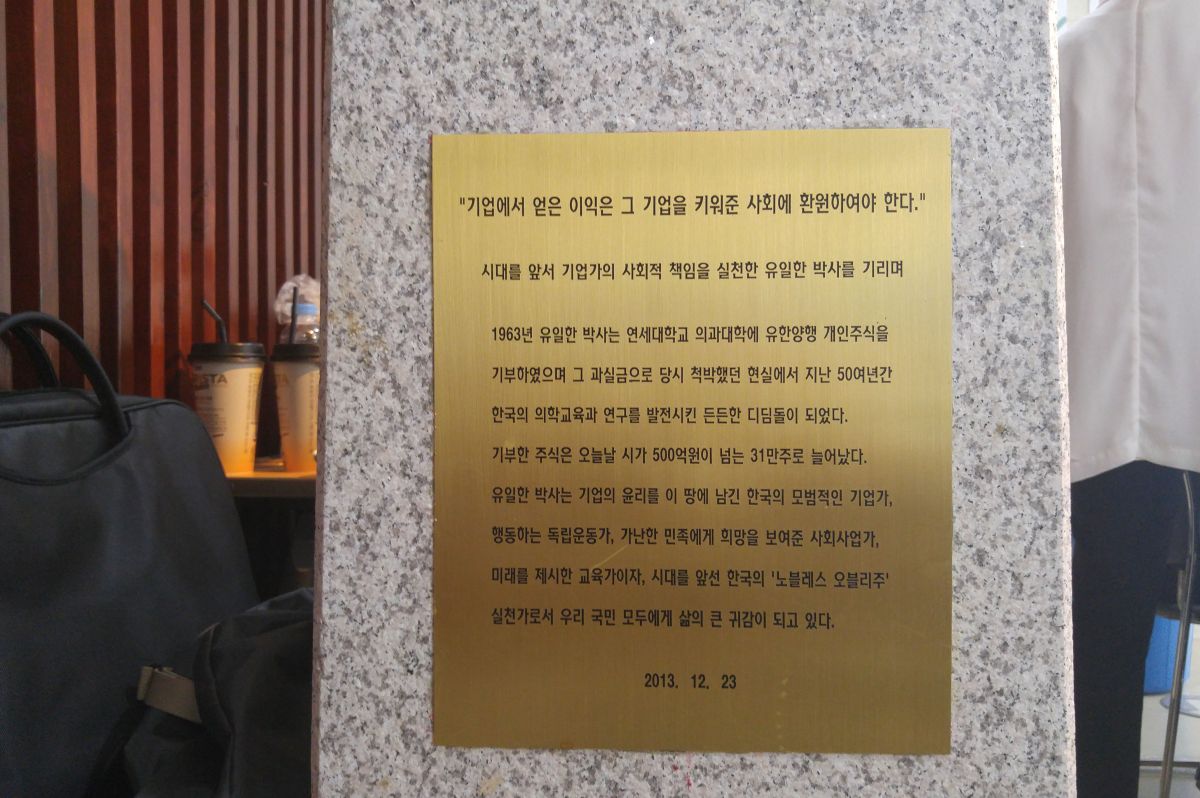 "기업에서 얻은 이익은 그 기업을 키워준 사회에 환원하여야 한다."
시대를 앞서 기업가의 사회적 책임을 실천한 유일한 박사를 기리며
1963년 유일한 박사는 연세대학교 의과대학에 유한양행 개인주식을
기부하였으며 그 과실금으로 당시 척박했던 현실에서 지난 50여년간
한국의 의학교육과 연구를 발전시킨 든든한 디딤돌이 되었다.
기부한 주식은 오늘날 시가 500억원이 넘는 31만주로 늘어났다.
유일한 박사는 기업의 윤리를 이 땅에 남긴 한국의 모범적인 기업가,
행동하는 독립운동가, 가난한 민족에게 희망을 보여준 사회사업가,
미래를 제시한 교육가이자, 시대를 앞선 한국의 '노블레스 오블리주'
실천가로서 우리 국민 모두에게 삶의 큰 귀감이 되고 있다.
2013. 12. 23